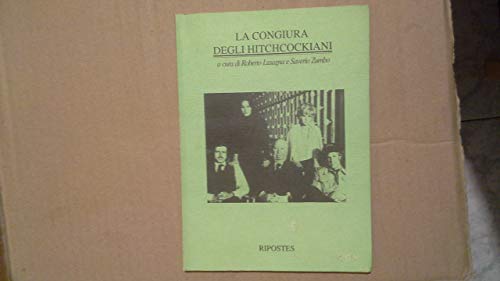 LA CONGIURA
DEGLI HITCHCOCKIANI
a cura di Roberto Lasagna e Saverio Zumbo
RIPOSTES